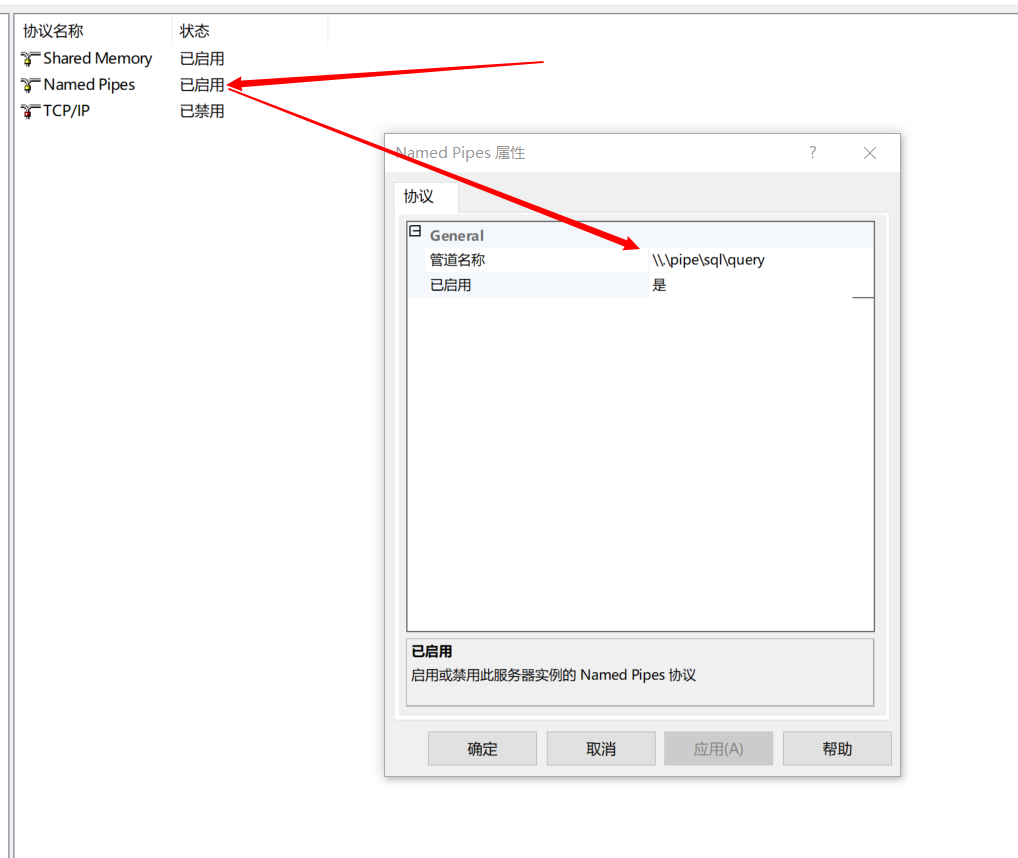 协议名称 状态
Shared Memory 已启用
Named Pipes 已启用
TCP/IP 已禁用
Named Pipes 属性 ? ×
协议
General
管道名称 \\.\pipe\sql\query
已启用 是
已启用
启用或禁用此服务器实例的 Named Pipes 协议
确定 取消 应用(A) 帮助